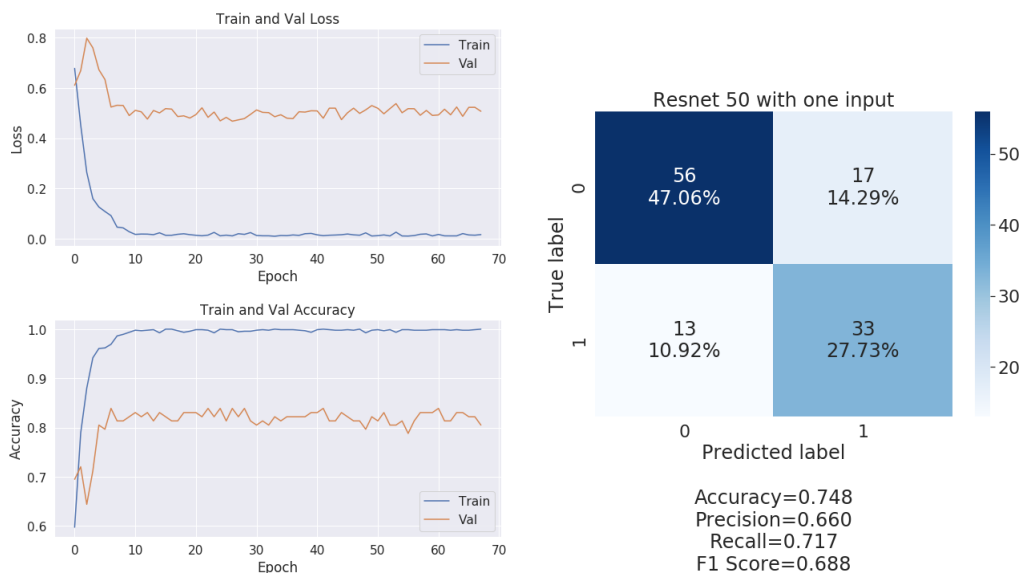 Train and Val Loss
0.8
0.6
0.4
0.2
0.0
Loss
Train
Val
0 10 20 30 40 50 60 70
Epoch
Train and Val Accuracy
1.0
0.9
0.8
0.7
0.6
Accuracy
Train
Val
0 10 20 30 40 50 60 70
Epoch
Resnet 50 with one input
True label
0
56
47.06%
17
14.29%
1
13
10.92%
33
27.73%
0 1
Predicted label
50
40
30
20
Accuracy=0.748
Precision=0.660
Recall=0.717
F1 Score=0.688